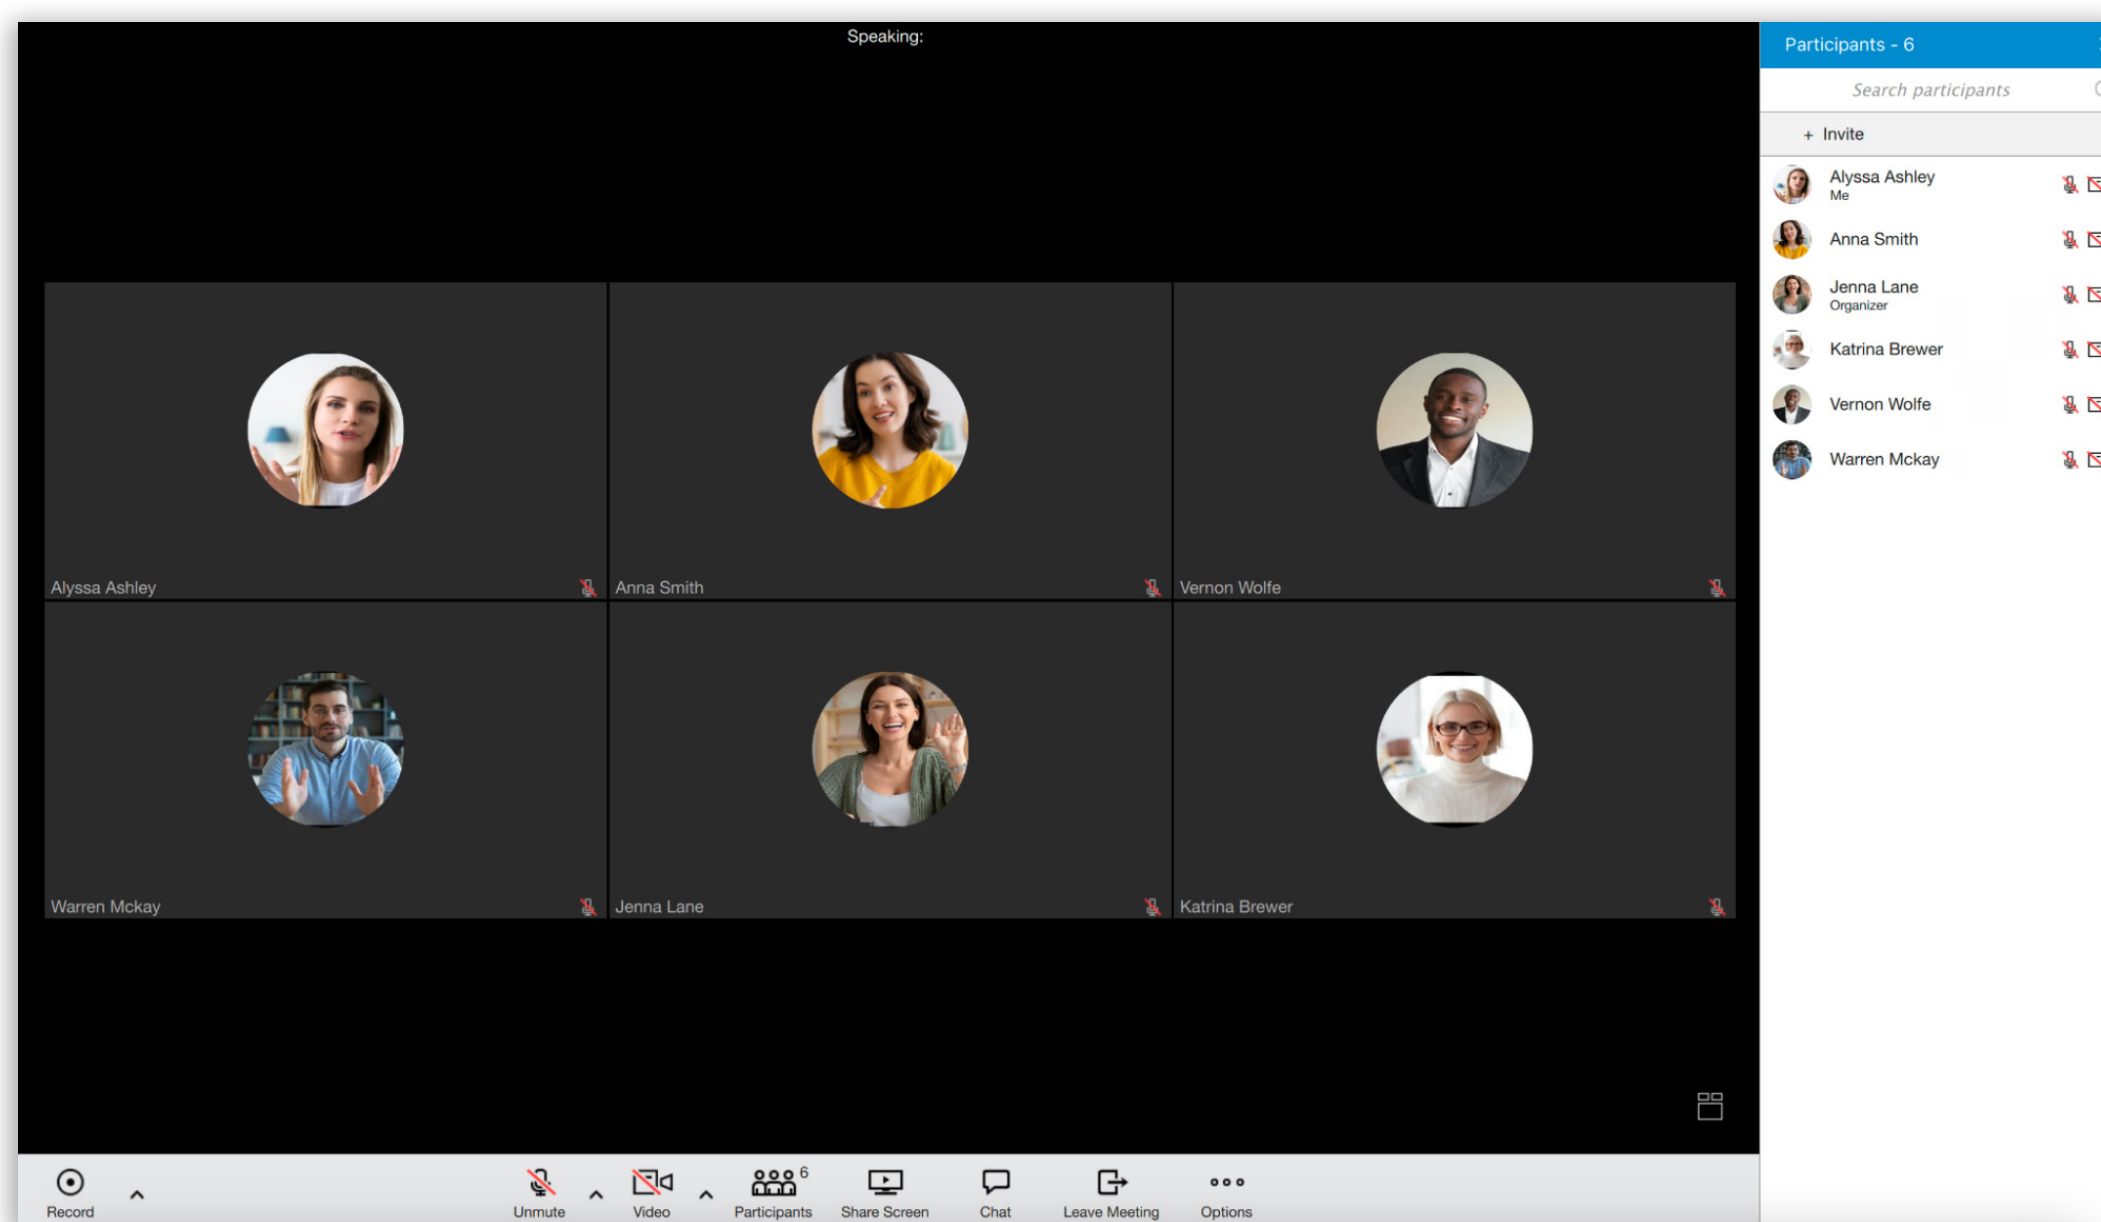 Speaking:
Alyssa Ashley
Anna Smith
Vernon Wolfe
Warren Mckay
Jenna Lane
Katrina Brewer
Record
Unmute
Video
6
Participants
Share Screen
Chat
Leave Meeting
Options
Participants - 6
Search participants
+ Invite
Alyssa Ashley
Me
Anna Smith
Jenna Lane
Organizer
Katrina Brewer
Vernon Wolfe
Warren Mckay